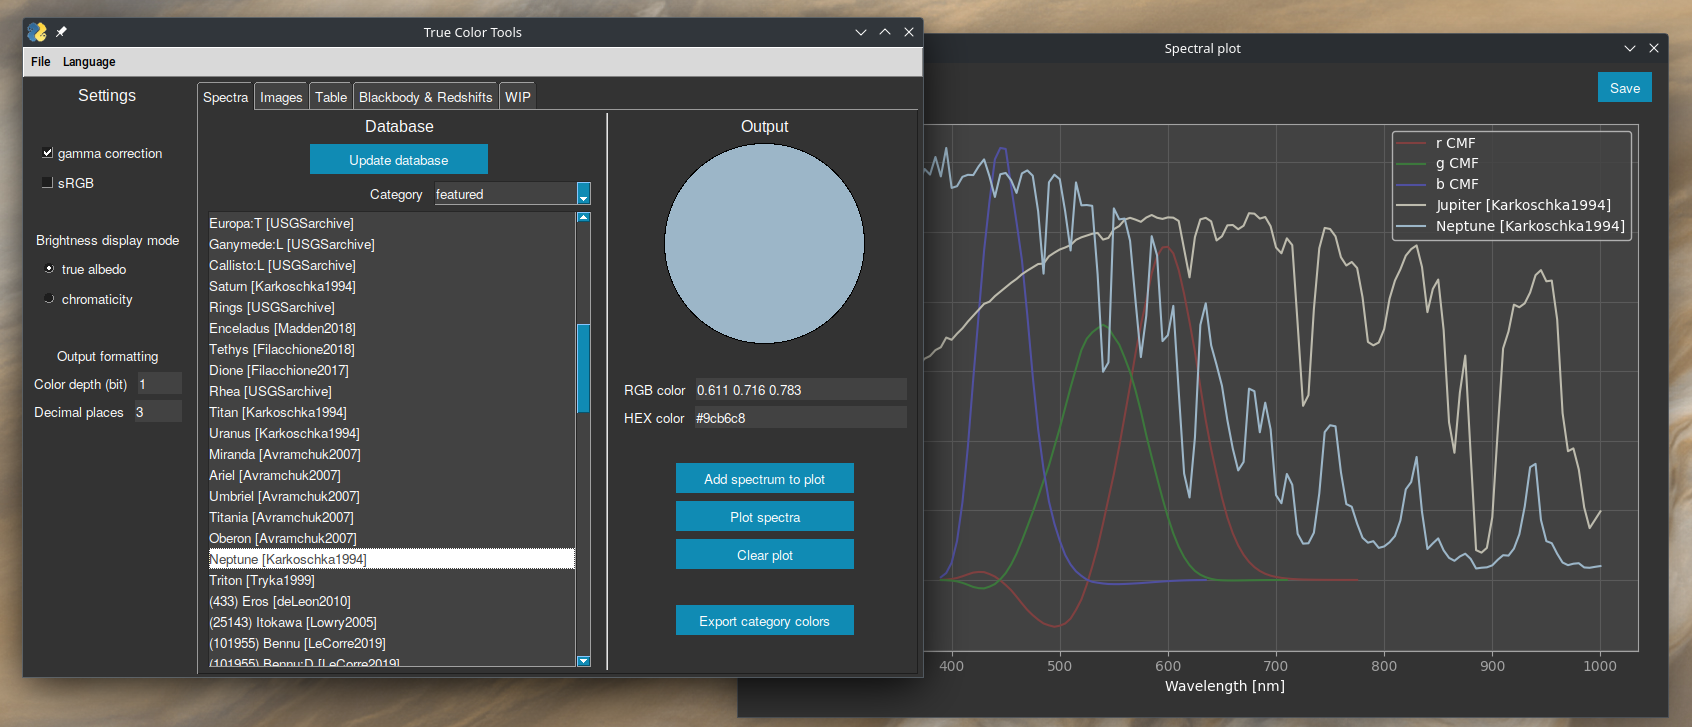 True Color Tools
File Language
Settings
gamma correction
sRGB
Brightness display mode
true albedo
chromaticity
Output formatting
Color depth (bit) 1
Decimal places 3
Spectra Images Table Blackbody & Redshifts WIP
Database
Update database
Category featured
Europa:T [USGSarchive]
Ganymede:L [USGSarchive]
Callisto:L [USGSarchive]
Saturn [Karkoschka1994]
Rings [USGSarchive]
Enceladus [Madden2018]
Tethys [Filacchione2018]
Dione [Filacchione2017]
Rhea [USGSarchive]
Titan [Karkoschka1994]
Uranus [Karkoschka1994]
Miranda [Avramchuk2007]
Ariel [Avramchuk2007]
Umbriel [Avramchuk2007]
Titania [Avramchuk2007]
Oberon [Avramchuk2007]
Neptune [Karkoschka1994]
Triton [Tryka1999]
(433) Eros [deLeon2010]
(25143) Itokawa [Lowry2005]
(101955) Bennu [LeCorre2019]
(101955) Bennu:D [LeCorre2019]
Output
RGB color 0.611 0.716 0.783
HEX color #9cb6c8
Add spectrum to plot
Plot spectra
Clear plot
Export category colors
Spectral plot
Save
r CMF
g CMF
b CMF
Jupiter [Karkoschka1994]
Neptune [Karkoschka1994]
400 500 600 700 800 900 1000
Wavelength [nm]